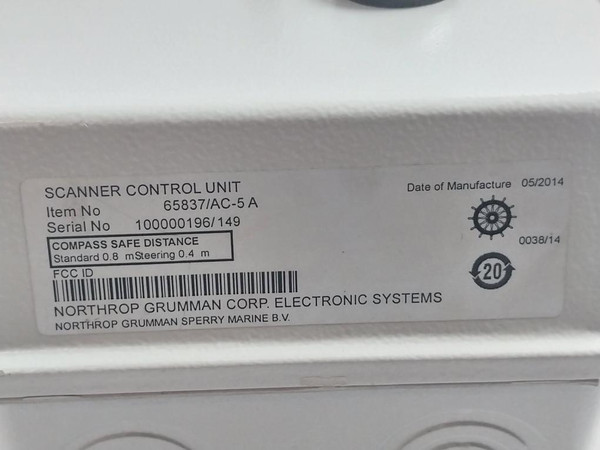 SCANNER CONTROL UNIT
Date of Manufacture 05/2014
Item No 65837/AC-5 A
Serial No 100000196/149
COMPASS SAFE DISTANCE
Standard 0.8 mSteering 0.4 m
0038/14
FCC ID
20
NORTHROP GRUMMAN CORP. ELECTRONIC SYSTEMS
NORTHROP GRUMMAN SPERRY MARINE B.V.